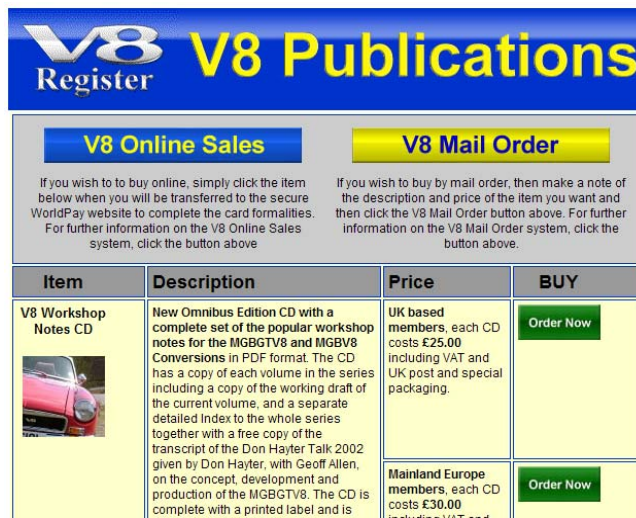 V8
Register
V8 Publications
V8 Online Sales
If you wish to to buy online, simply click the item
below when you will be transferred to the secure
WorldPay website to complete the card formalities.
For further information on the V8 Online Sales
system, click the button above
V8 Mail Order
If you wish to buy by mail order, then make a note of
the description and price of the item you want and
then click the V8 Mail Order button above. For further
information on the V8 Mail Order system, click the
button above.
Item
Description
Price
BUY
V8 Workshop
Notes CD
New Omnibus Edition CD with a
complete set of the popular workshop
notes for the MGBGTV8 and MGBV8
Conversions in PDF format. The CD
has a copy of each volume in the series
including a copy of the working draft of
the current volume, and a separate
detailed Index to the whole series
together with a free copy of the
transcript of the Don Hayter Talk 2002
given by Don Hayter, with Geoff Allen,
on the concept, development and
production of the MGBGTV8. The CD is
complete with a printed label and is
UK based
members, each CD
costs £25.00
including VAT and
UK post and special
packaging.
Order Now
Mainland Europe
members, each CD
costs £30.00
including VAT and
Order Now